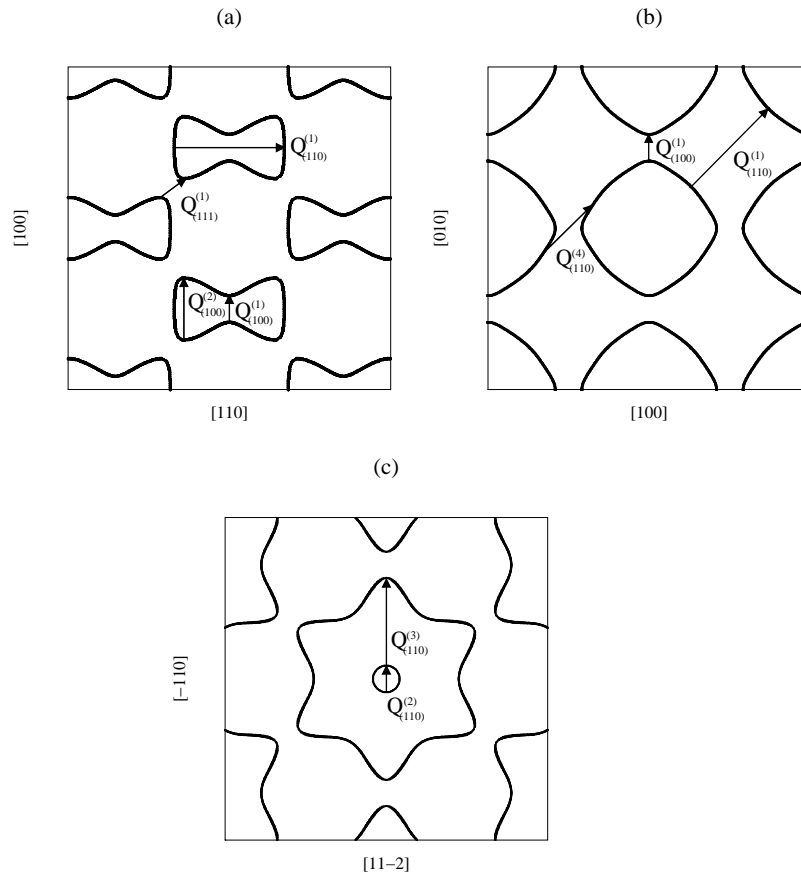 (a)
Q(1)(110)
Q(1)(111)
Q(2)(100)
Q(1)(100)
[100]
[110]
(b)
Q(1)(100)
Q(1)(110)
Q(4)(110)
[010]
[100]
(c)
Q(3)(110)
Q(2)(110)
[−110]
[11−2]